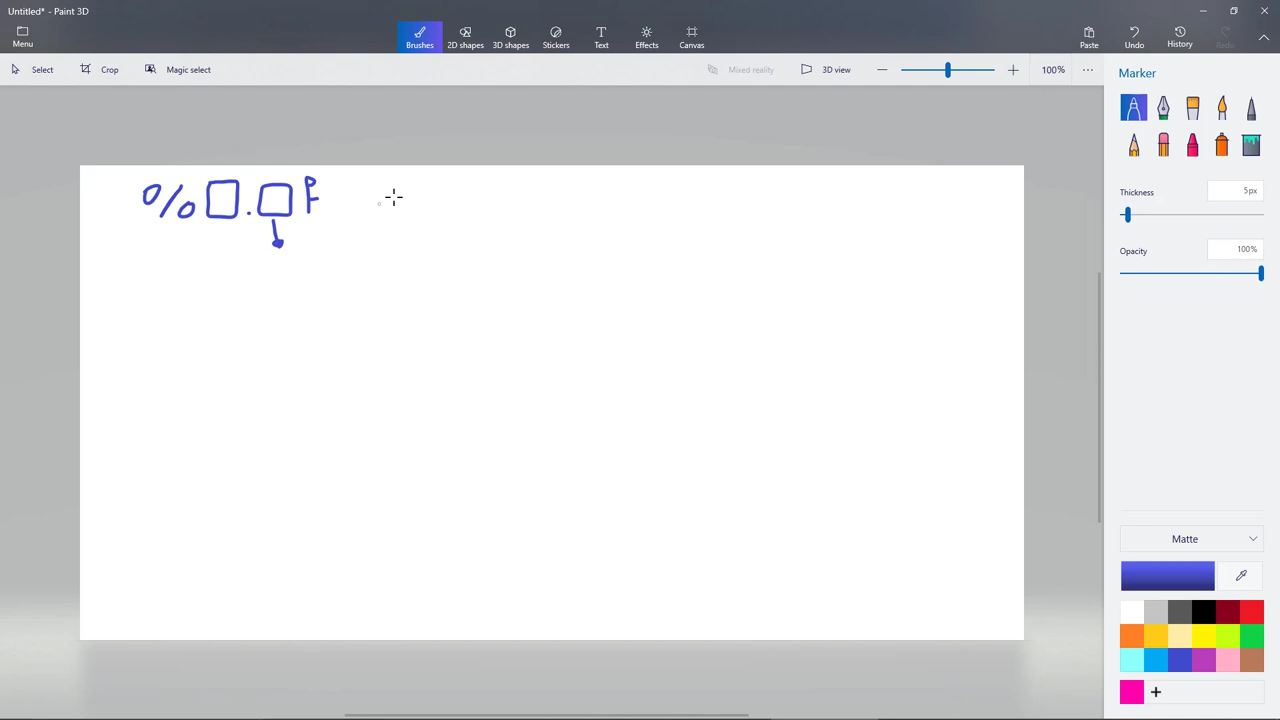 Untitled* - Paint 3D
Menu
Brushes
2D shapes
3D shapes
Stickers
Text
Effects
Canvas
Paste
Undo
History
Redo
Select
Crop
Magic select
Mixed reality
3D view
100%
Marker
Thickness
5px
Opacity
100%
Matte
%□.□f